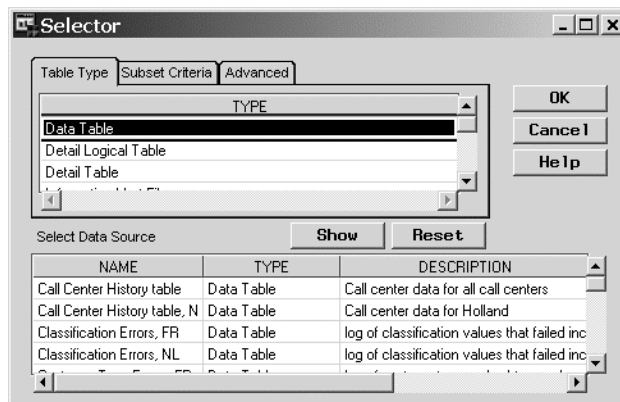 Selector
Table Type Subset Criteria Advanced
TYPE
Data Table
Detail Logical Table
Detail Table
OK
Cancel
Help
Select Data Source
Show Reset
NAME TYPE DESCRIPTION
Call Center History table Data Table Call center data for all call centers
Call Center History table, N Data Table Call center data for Holland
Classification Errors, FR Data Table log of classification values that failed inc
Classification Errors, NL Data Table log of classification values that failed inc